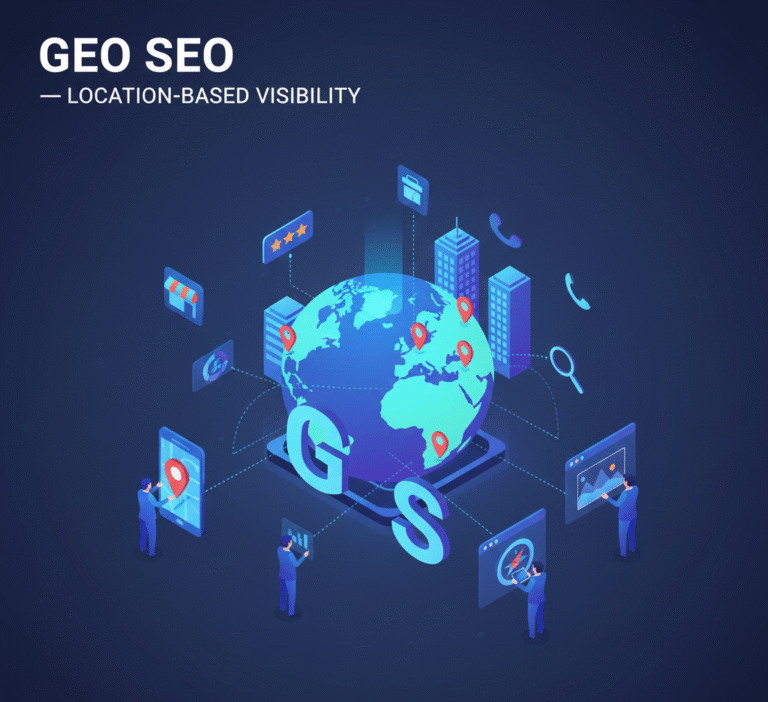 GEO SEO
— LOCATION-BASED VISIBILITY
G
S